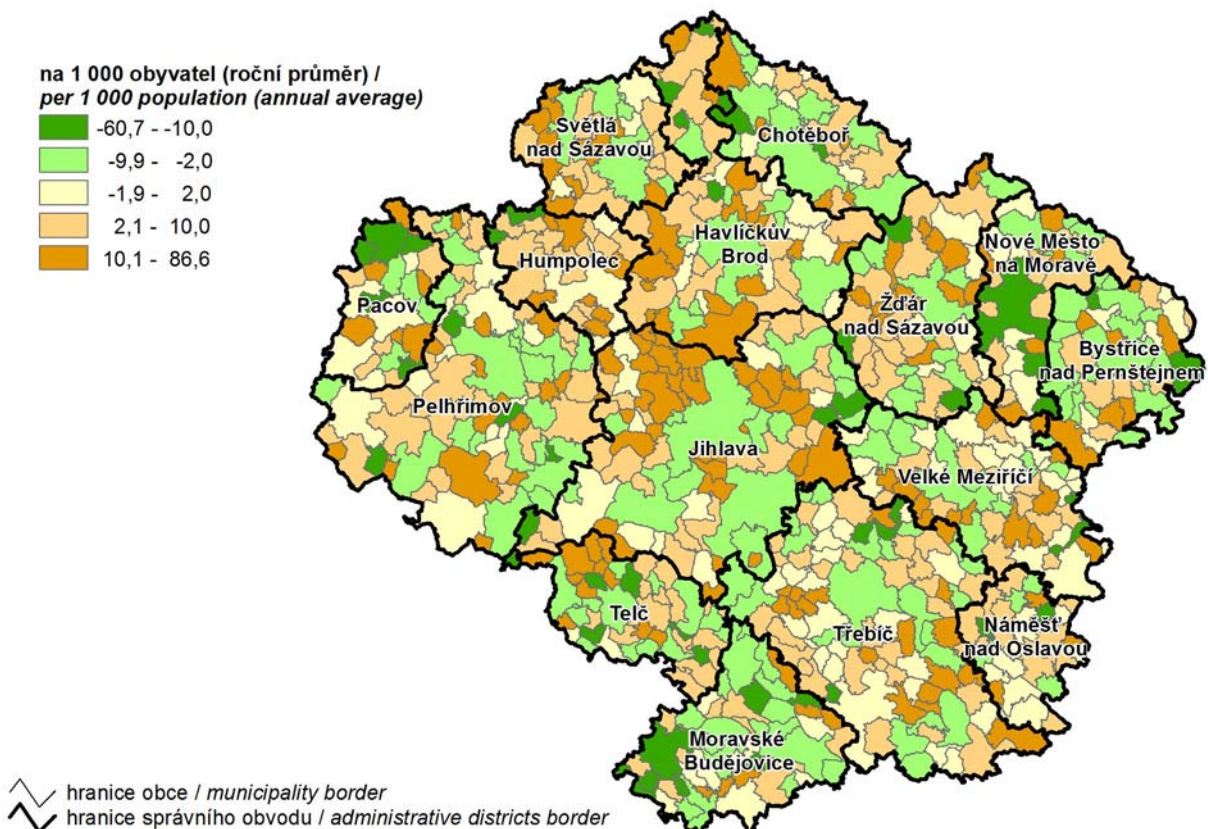 na 1 000 obyvatel (roční průměr) /
per 1 000 population (annual average)
-60,7 - -10,0
-9,9 - -2,0
-1,9 - 2,0
2,1 - 10,0
10,1 - 86,6
Světlá
nad Sázavou
Chotěboř
Havlíčkův
Brod
Humpolec
Nové Město
na Moravě
Pacov
Žďár
nad Sázavou
Bystřice
nad Pernštejnem
Pelhřimov
Jihlava
Velké Meziříčí
Telč
Třebíč
Náměšť
nad Oslavou
Moravské
Budějovice
hranice obce / municipality border
hranice správního obvodu / administrative districts border